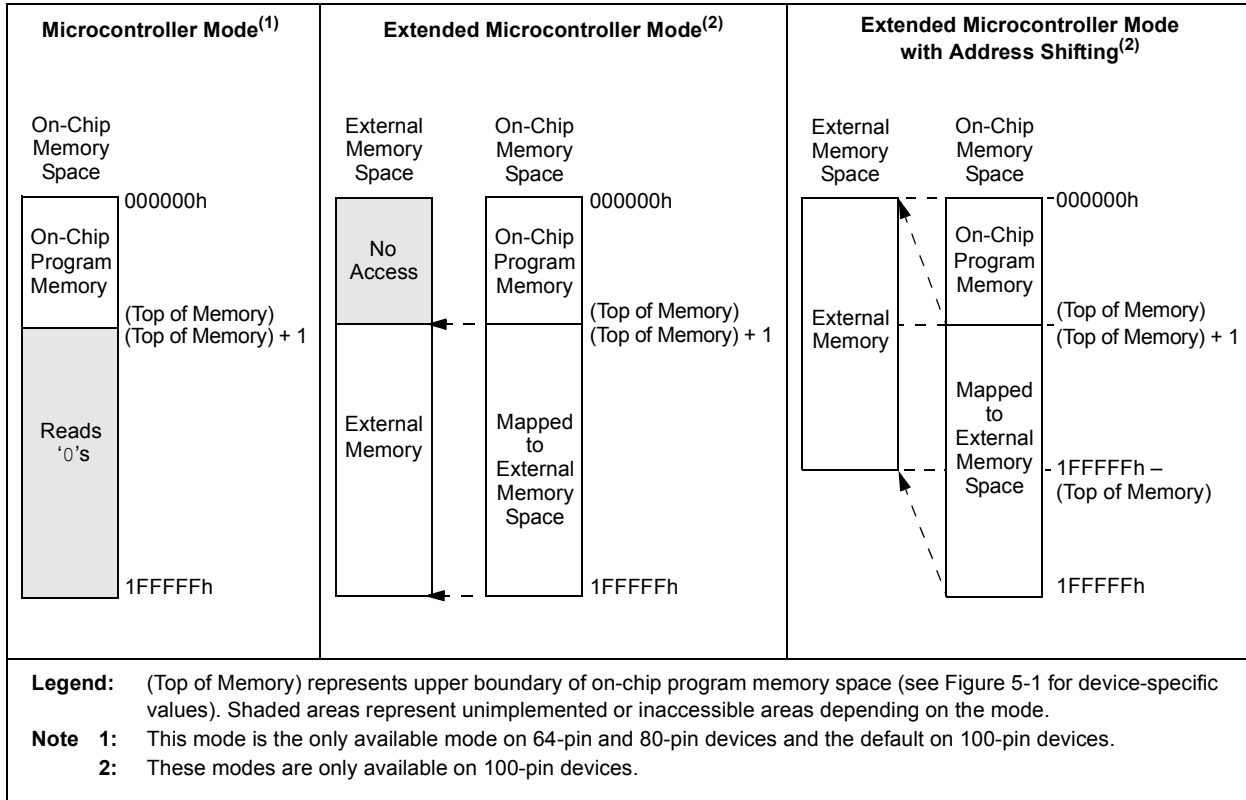 Microcontroller Mode(1)
On-Chip
Memory
Space
000000h
On-Chip
Program
Memory
(Top of Memory)
(Top of Memory) + 1
Reads
‘0’s
1FFFFFh
Extended Microcontroller Mode(2)
External
Memory
Space
On-Chip
Memory
Space
000000h
No
Access
On-Chip
Program
Memory
(Top of Memory)
(Top of Memory) + 1
External
Memory
Mapped
to
External
Memory
Space
1FFFFFh
Extended Microcontroller Mode
with Address Shifting(2)
External
Memory
Space
On-Chip
Memory
Space
000000h
On-Chip
Program
Memory
External
Memory
(Top of Memory)
(Top of Memory) + 1
Mapped
to
External
Memory
Space
1FFFFFh –
(Top of Memory)
1FFFFFh
Legend: (Top of Memory) represents upper boundary of on-chip program memory space (see Figure 5-1 for device-specific
values). Shaded areas represent unimplemented or inaccessible areas depending on the mode.
Note 1: This mode is the only available mode on 64-pin and 80-pin devices and the default on 100-pin devices.
2: These modes are only available on 100-pin devices.